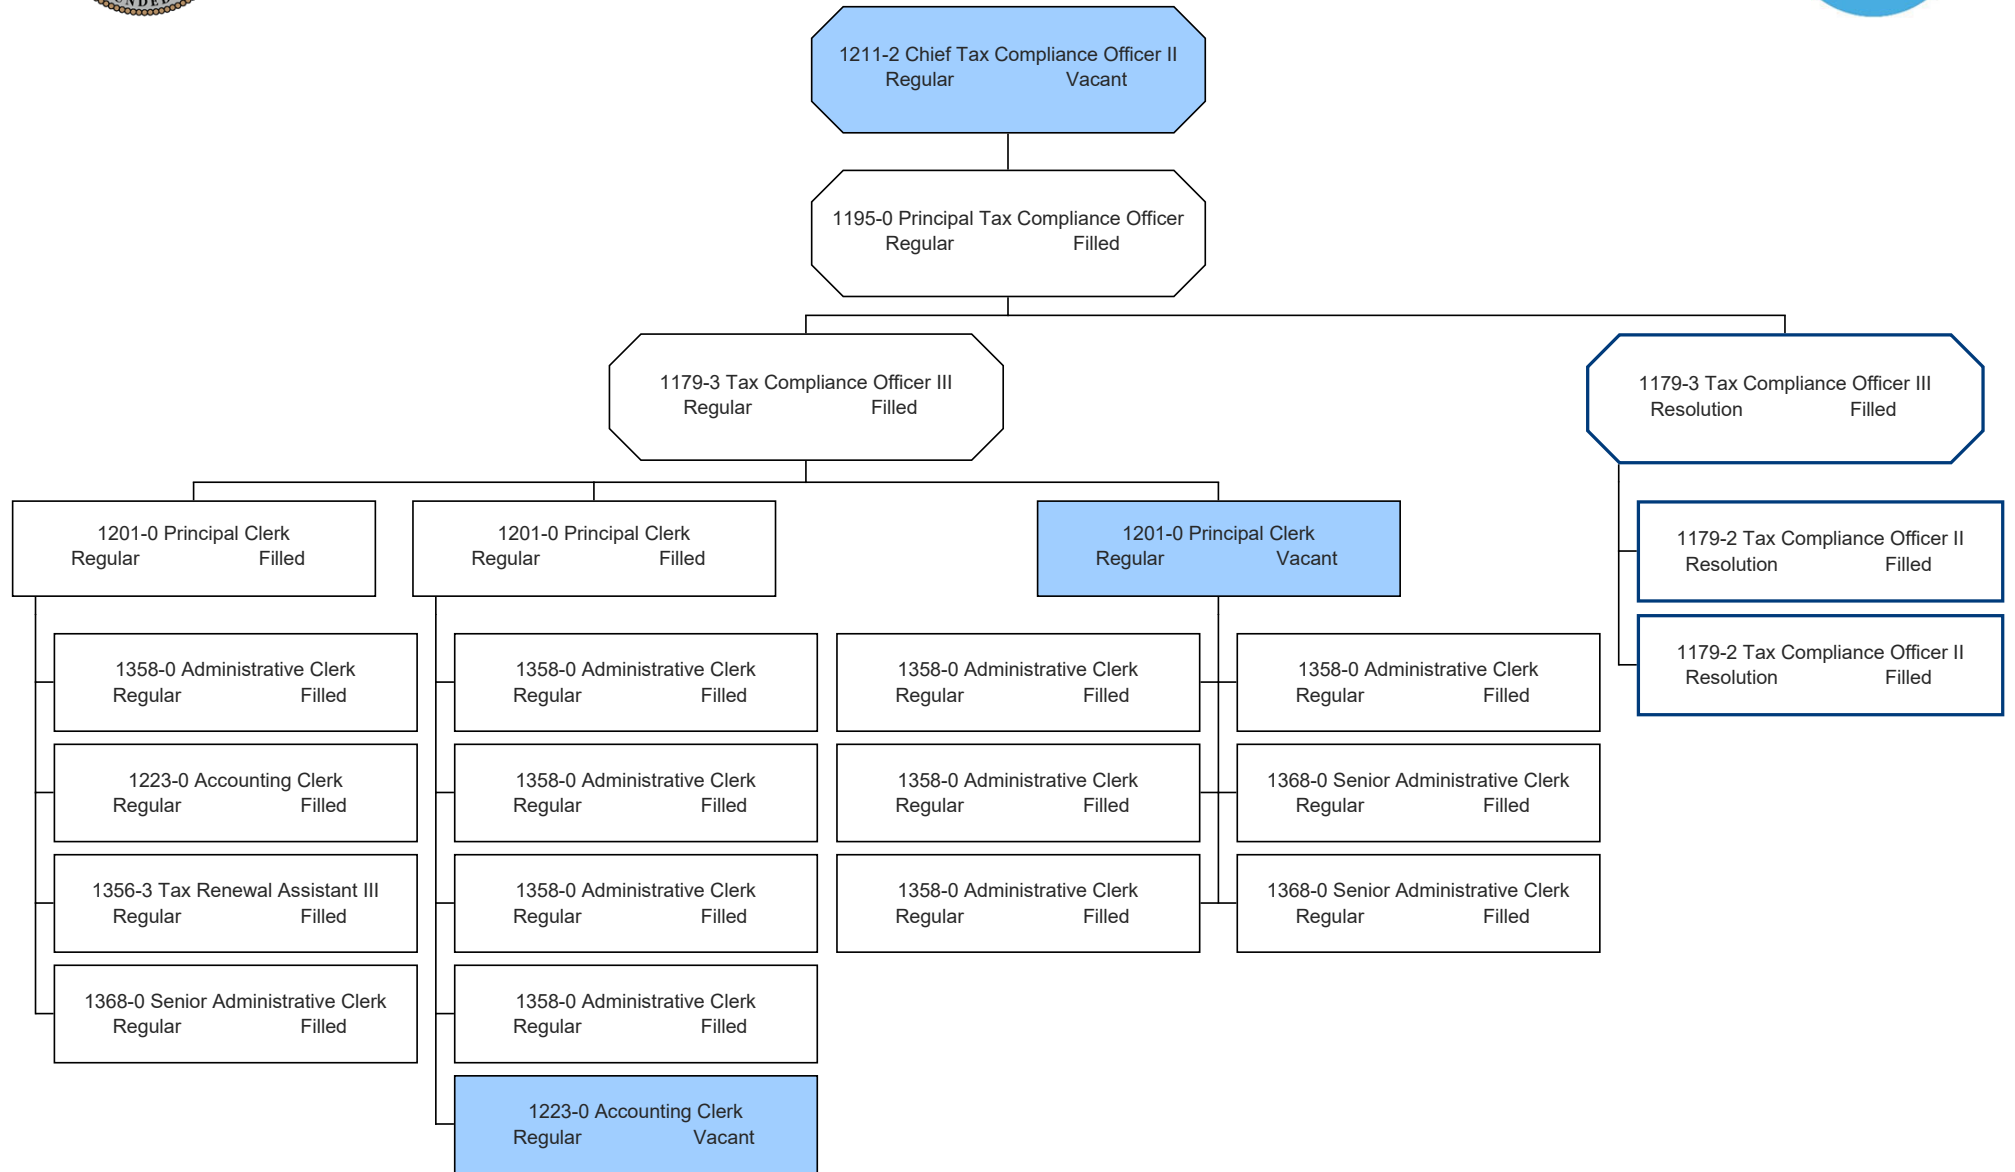 UNDED
1211-2 Chief Tax Compliance Officer II
Regular Vacant
1195-0 Principal Tax Compliance Officer
Regular Filled
1179-3 Tax Compliance Officer III
Regular Filled
1179-3 Tax Compliance Officer III
Resolution Filled
1201-0 Principal Clerk
Regular Filled
1358-0 Administrative Clerk
Regular Filled
1223-0 Accounting Clerk
Regular Filled
1356-3 Tax Renewal Assistant III
Regular Filled
1368-0 Senior Administrative Clerk
Regular Filled
1201-0 Principal Clerk
Regular Filled
1358-0 Administrative Clerk
Regular Filled
1358-0 Administrative Clerk
Regular Filled
1358-0 Administrative Clerk
Regular Filled
1358-0 Administrative Clerk
Regular Filled
1223-0 Accounting Clerk
Regular Vacant
1201-0 Principal Clerk
Regular Vacant
1358-0 Administrative Clerk
Regular Filled
1358-0 Administrative Clerk
Regular Filled
1358-0 Administrative Clerk
Regular Filled
1358-0 Administrative Clerk
Regular Filled
1368-0 Senior Administrative Clerk
Regular Filled
1368-0 Senior Administrative Clerk
Regular Filled
1179-2 Tax Compliance Officer II
Resolution Filled
1179-2 Tax Compliance Officer II
Resolution Filled